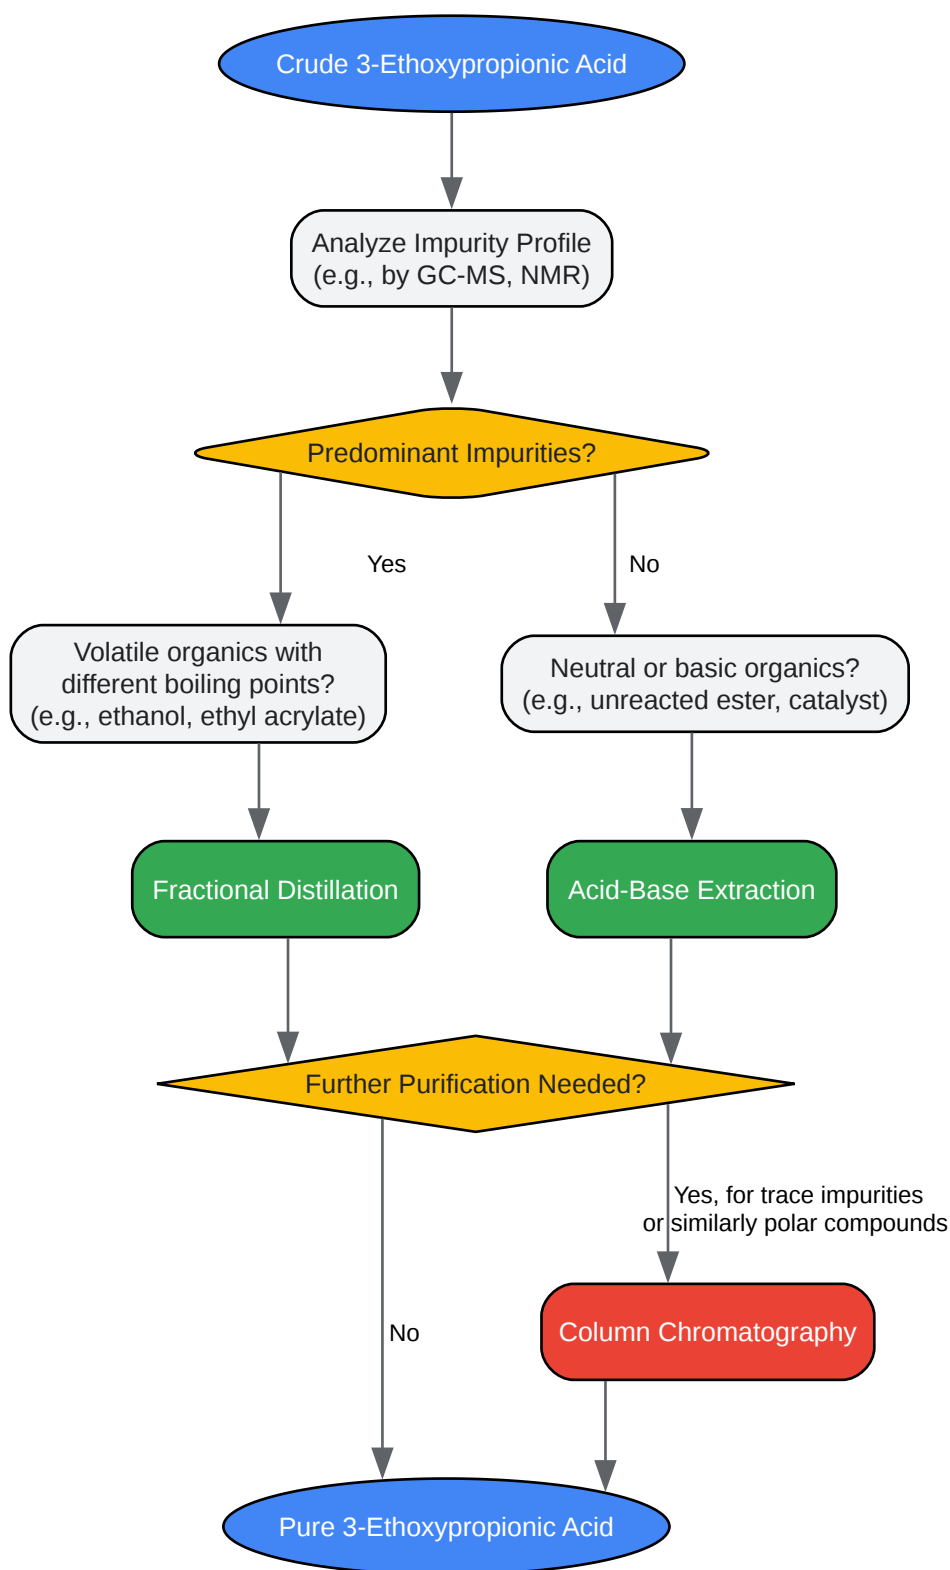 Crude 3-Ethoxypropionic Acid
Analyze Impurity Profile
(e.g., by GC-MS, NMR)
Predominant Impurities?
Yes
No
Volatile organics with
different boiling points?
(e.g., ethanol, ethyl acrylate)
Neutral or basic organics?
(e.g., unreacted ester, catalyst)
Fractional Distillation
Acid-Base Extraction
Further Purification Needed?
Yes, for trace impurities
or similarly polar compounds
No
Column Chromatography
Pure 3-Ethoxypropionic Acid